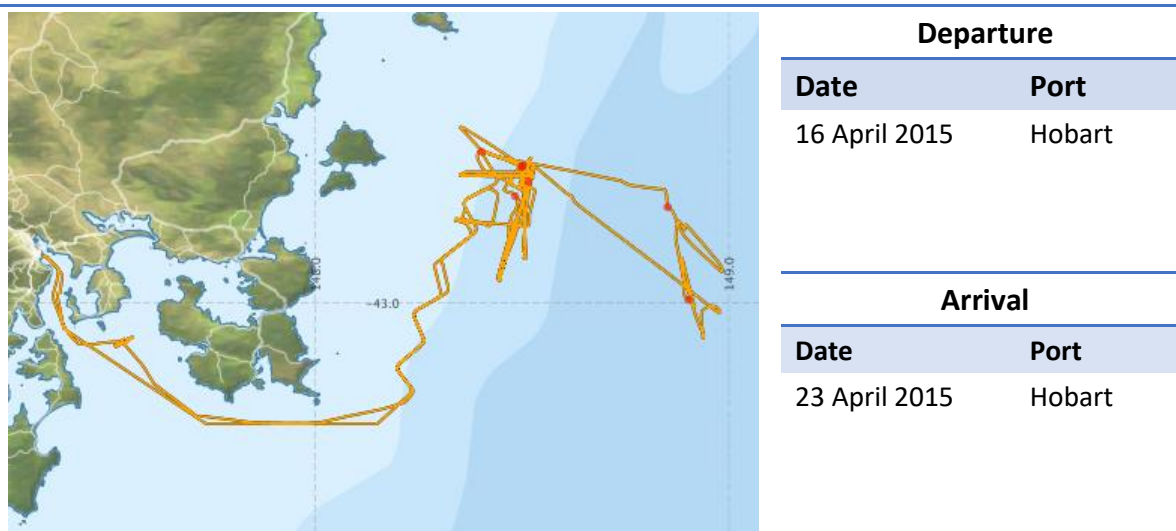 148.0
149.0
−43.0
Departure
Date Port
16 April 2015 Hobart
Arrival
Date Port
23 April 2015 Hobart